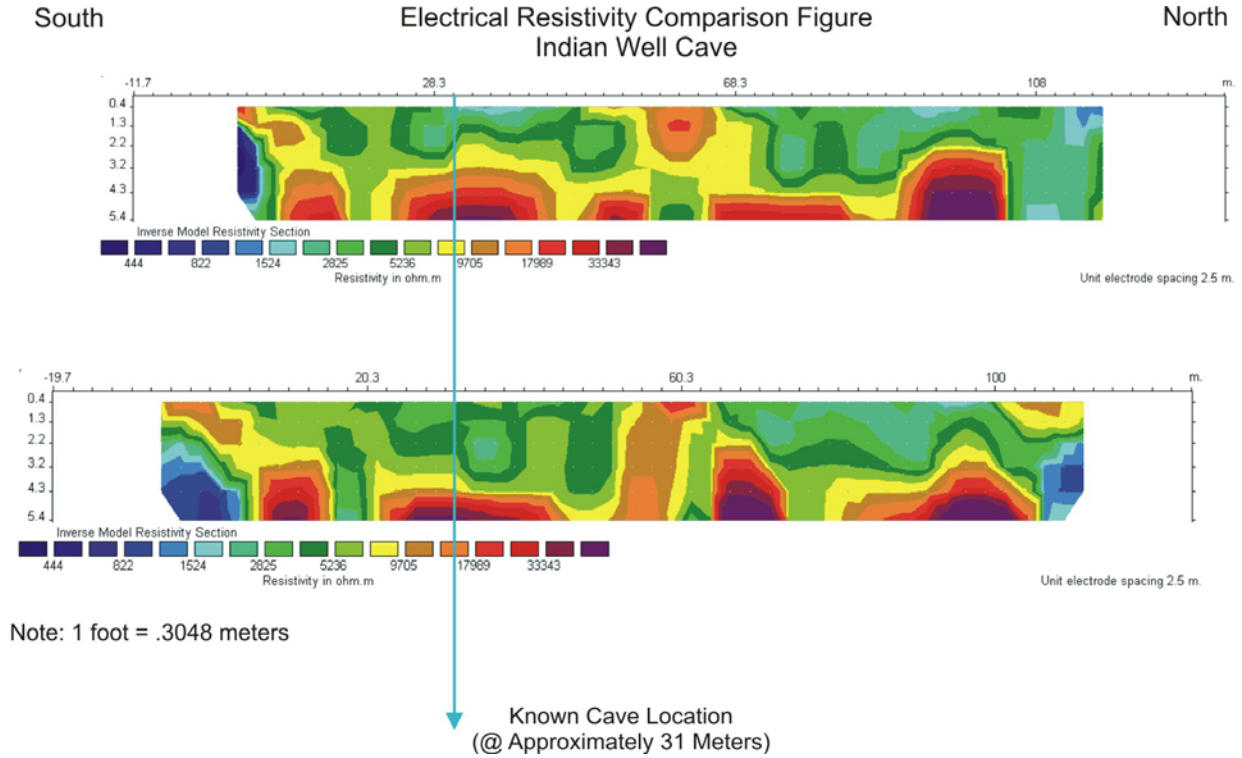 South
Electrical Resistivity Comparison Figure
North
Indian Well Cave
-11.7 28.3 68.3 108 m.
0.4
1.3
2.2
3.2
4.3
5.4
Inverse Model Resistivity Section
444 822 1524 2825 5236 9705 17989 33343
Resistivity in ohm.m
Unit electrode spacing 2.5 m.
-19.7 20.3 60.3 100 m.
0.4
1.3
2.2
3.2
4.3
5.4
Inverse Model Resistivity Section
444 822 1524 2825 5236 9705 17989 33343
Resistivity in ohm.m
Unit electrode spacing 2.5 m.
Note: 1 foot = .3048 meters
Known Cave Location
(@ Approximately 31 Meters)